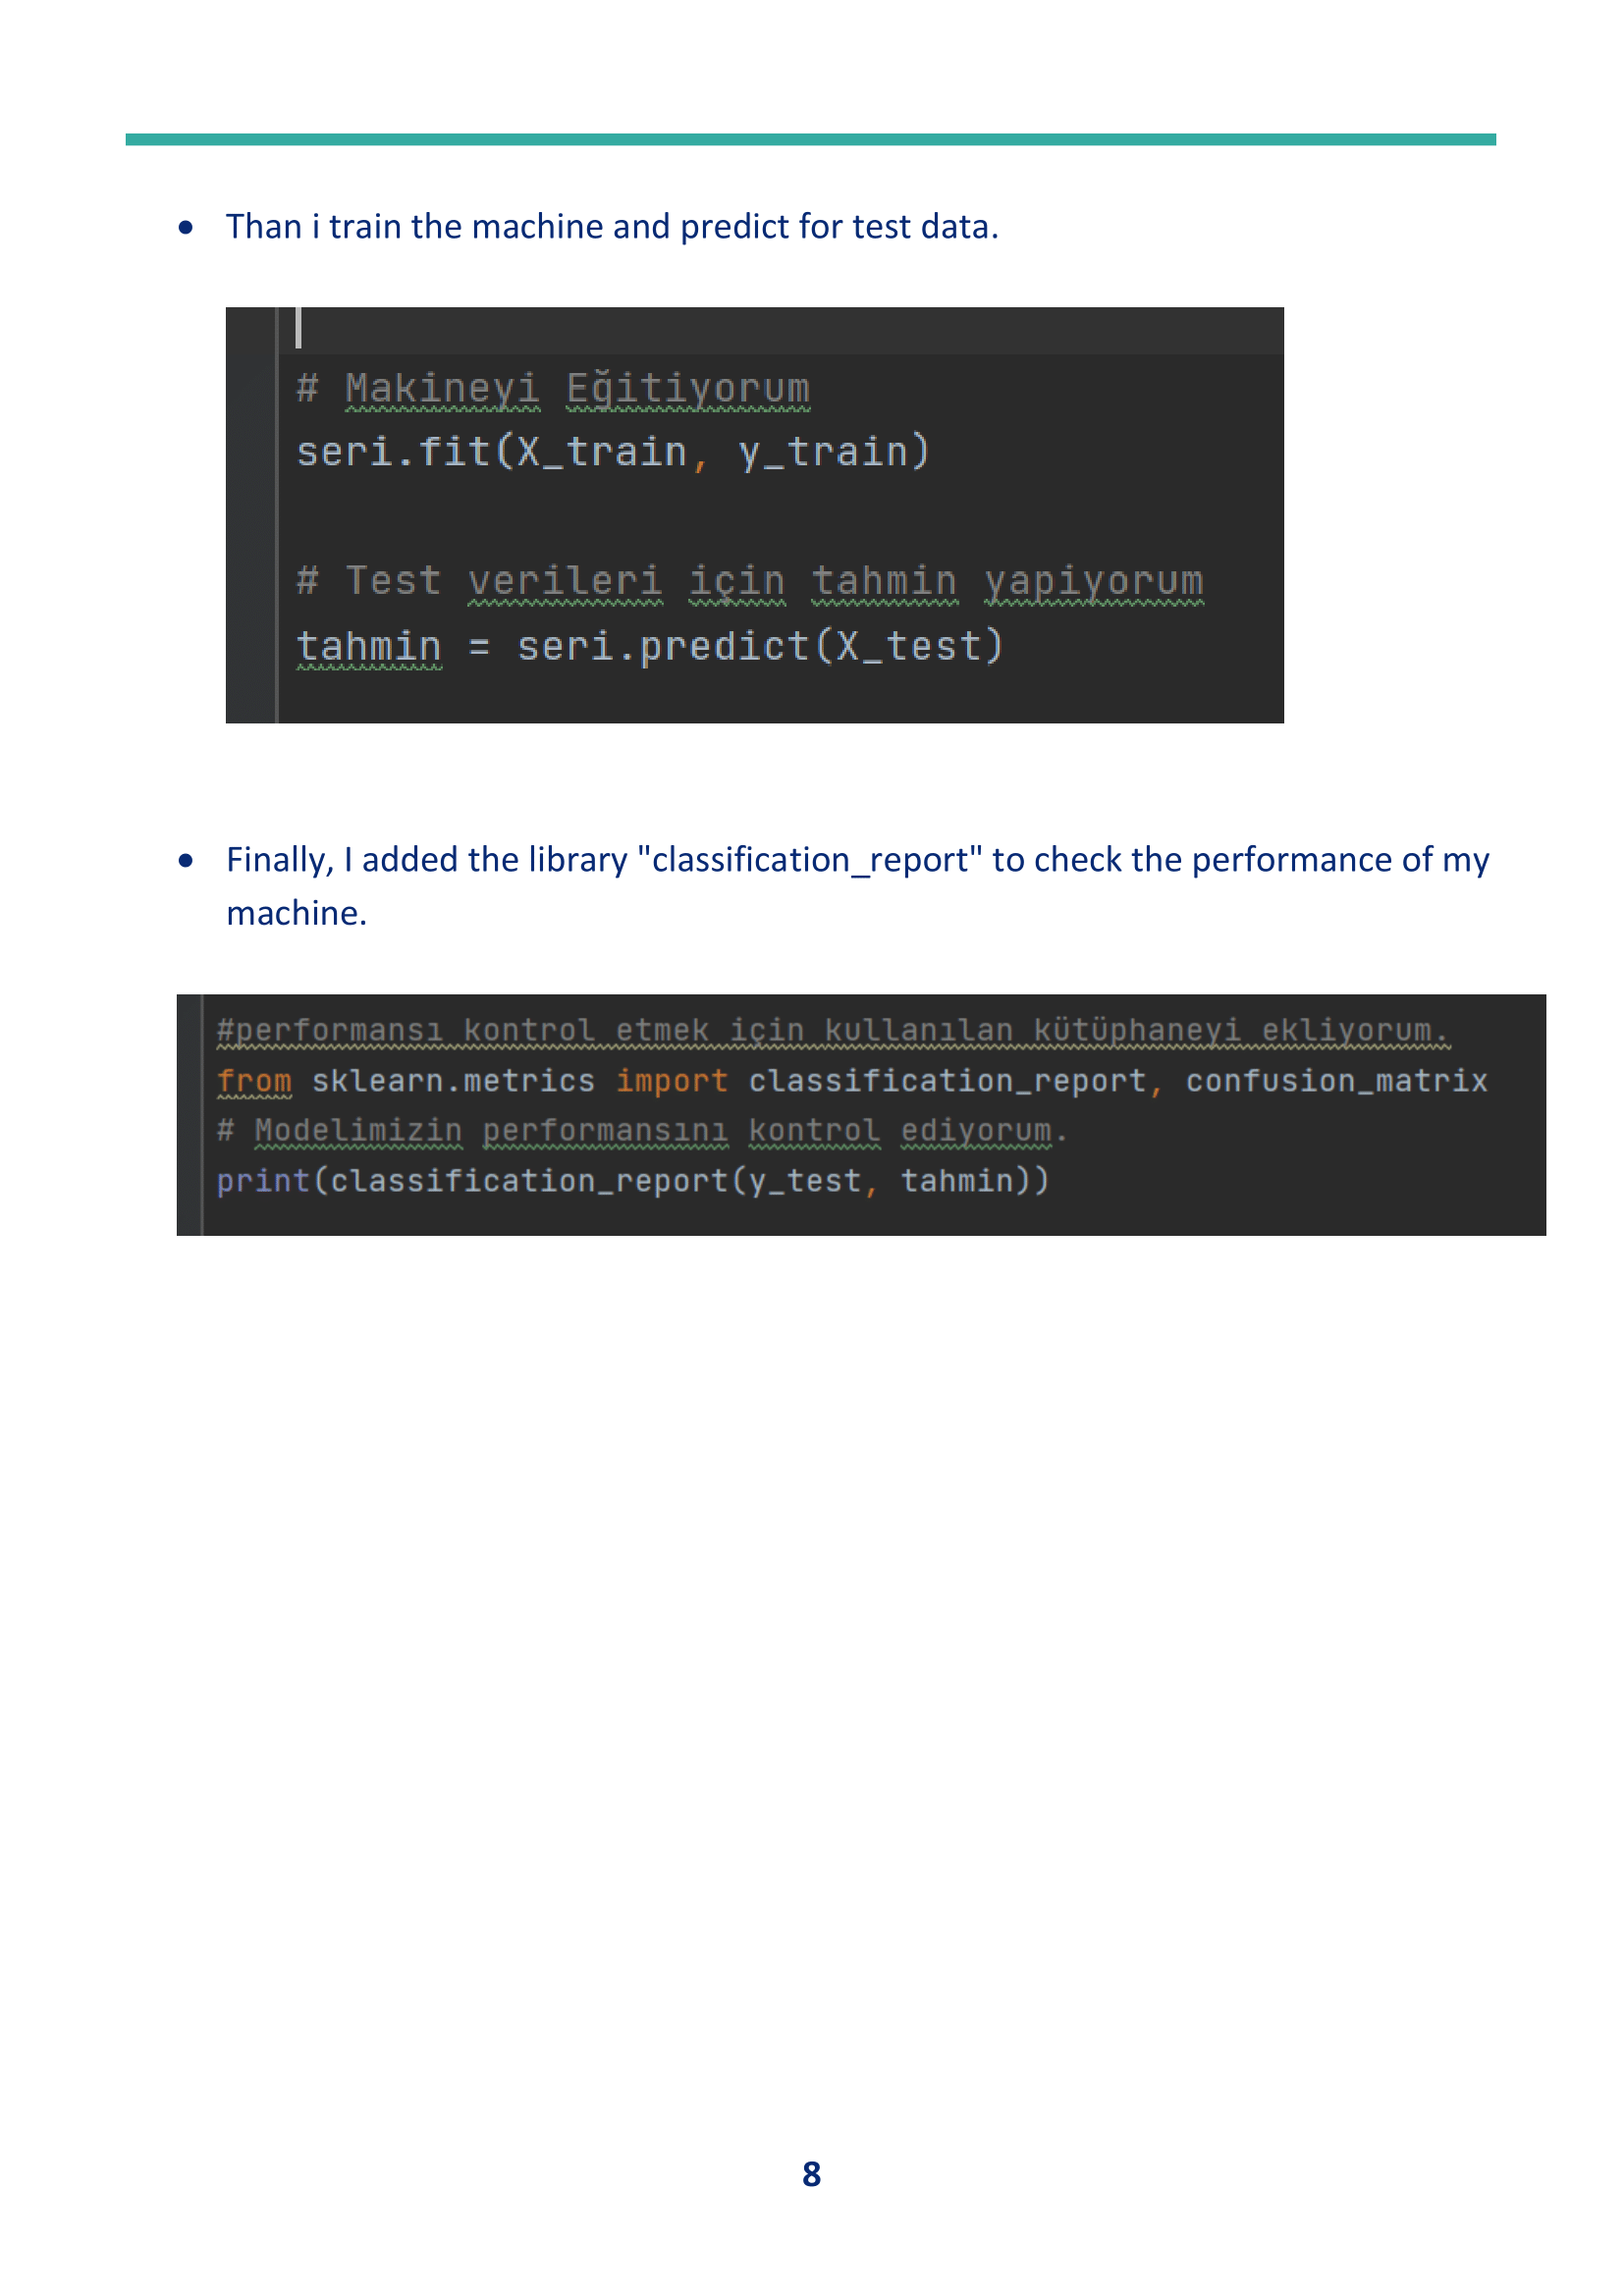 • Than i train the machine and predict for test data.
# Makineyi Eğitiyorum
seri.fit(X_train, y_train)
# Test verileri için tahmin yapiyorum
tahmin = seri.predict(X_test)
• Finally, I added the library "classification_report" to check the performance of my
machine.
#performansı kontrol etmek için kullanılan kütüphaneyi ekliyorum.
from sklearn.metrics import classification_report, confusion_matrix
# Modelimizin performansını kontrol ediyorum.
print(classification_report(y_test, tahmin))
8